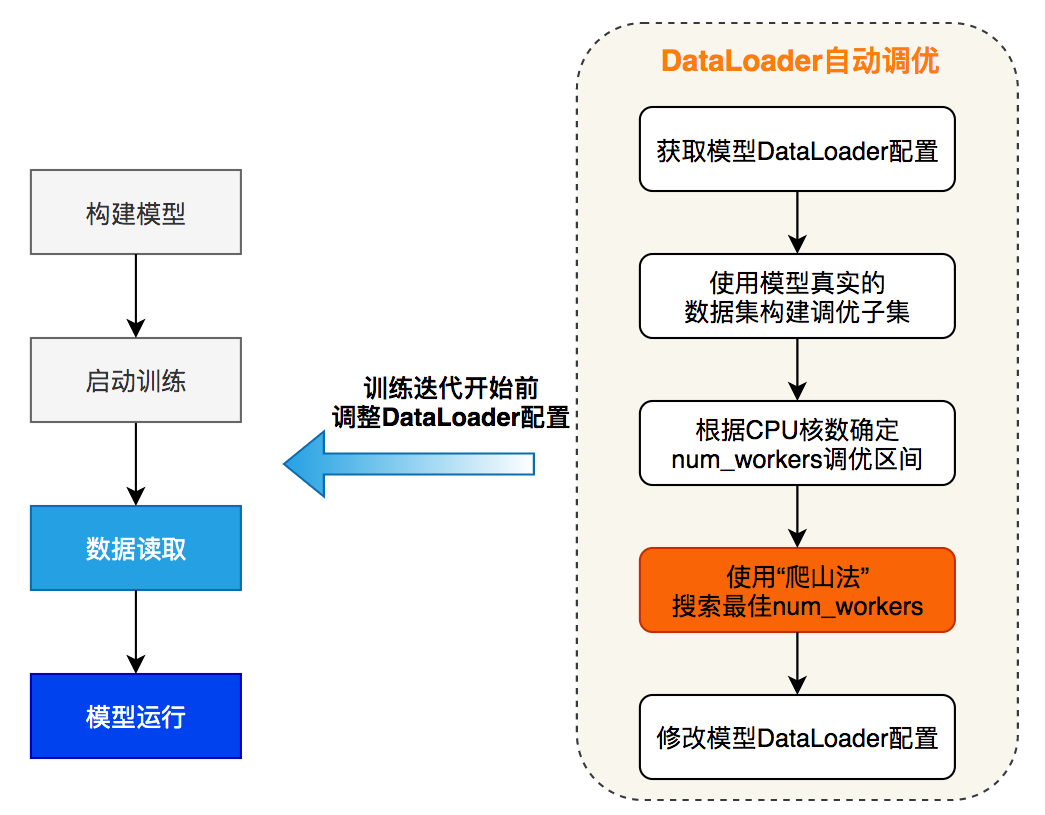 构建模型
启动训练
数据读取
模型运行
训练迭代开始前
调整DataLoader配置
DataLoader自动调优
获取模型DataLoader配置
使用模型真实的
数据集构建调优子集
根据CPU核数确定
num_workers调优区间
使用“爬山法”
搜索最佳num_workers
修改模型DataLoader配置